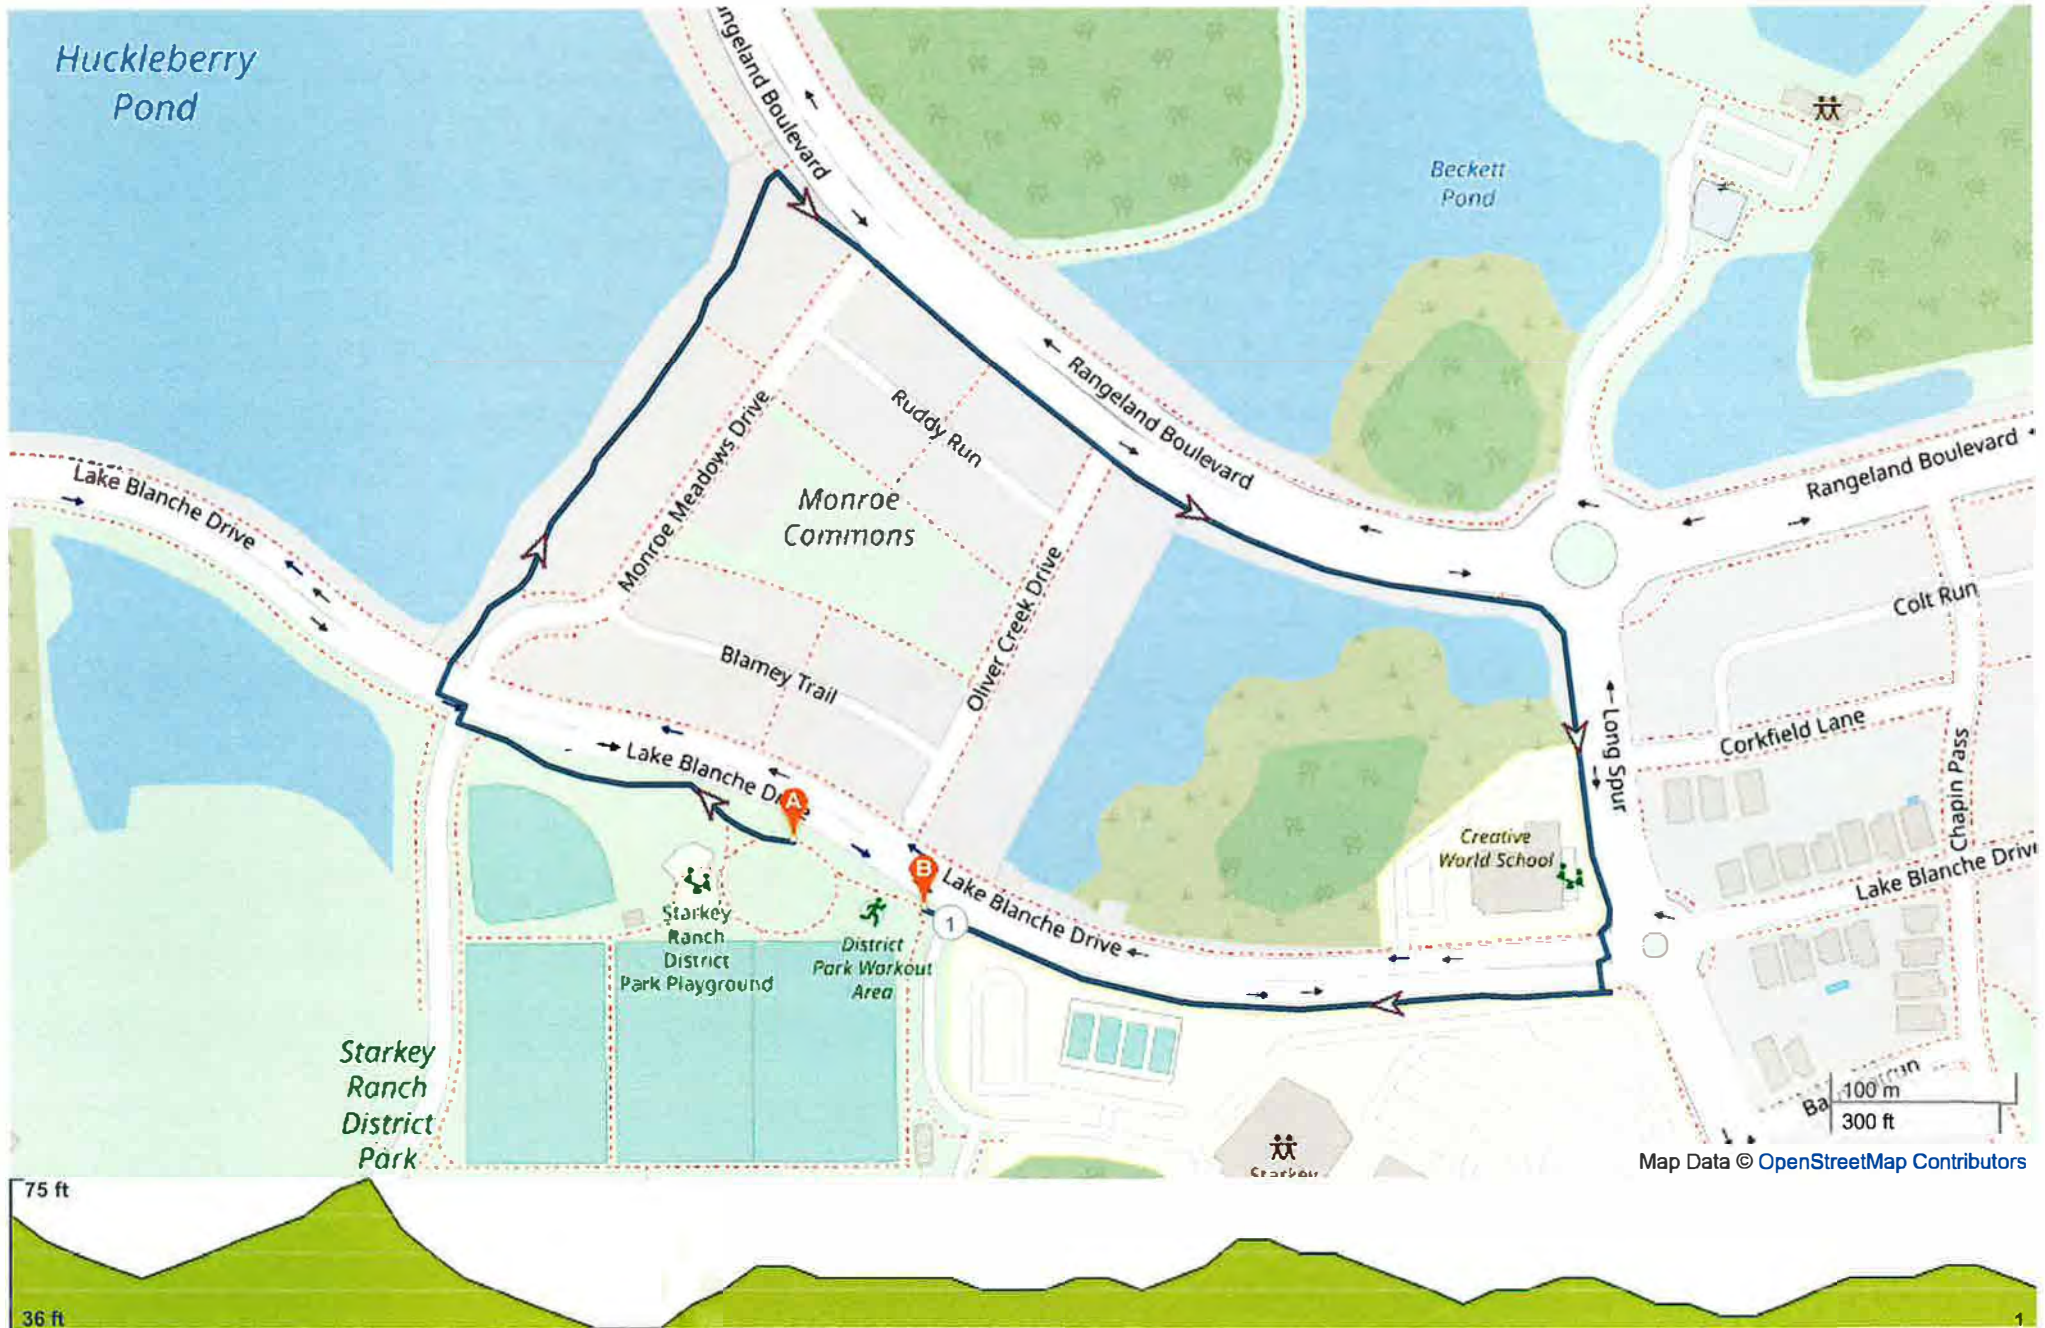 Huckleberry
Pond
Rangeland Boulevard
Beckett
Pond
Rangeland Boulevard
Rangeland Boulevard
Lake Blanche Drive
Monroe Meadows Drive
Ruddy Run
Monroe
Commons
Oliver Creek Drive
Blamey Trail
Colt Run
Corkfield Lane
Long Spur
Chapin Pass
Lake Blanche Drive
A
B
1
Lake Blanche Drive
Creative
World School
Lake Blanche Drive
Starkey
Ranch
District
Park Playground
District
Park Workout
Area
Starkey
Ranch
District
Park
Starkey
100 m
300 ft
Map Data © OpenStreetMap Contributors
75 ft
36 ft
1